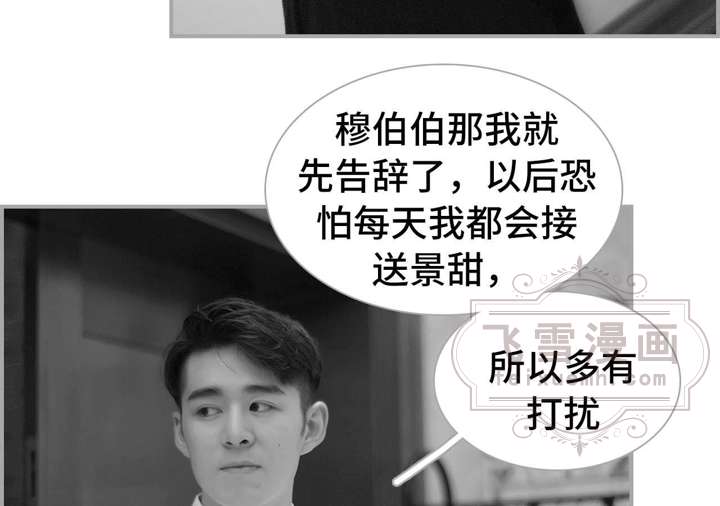 穆伯伯那我就
先告辞了，以后恐
怕每天我都会接
送景甜，
飞雪漫画
feixuemh.com
所以多有
打扰